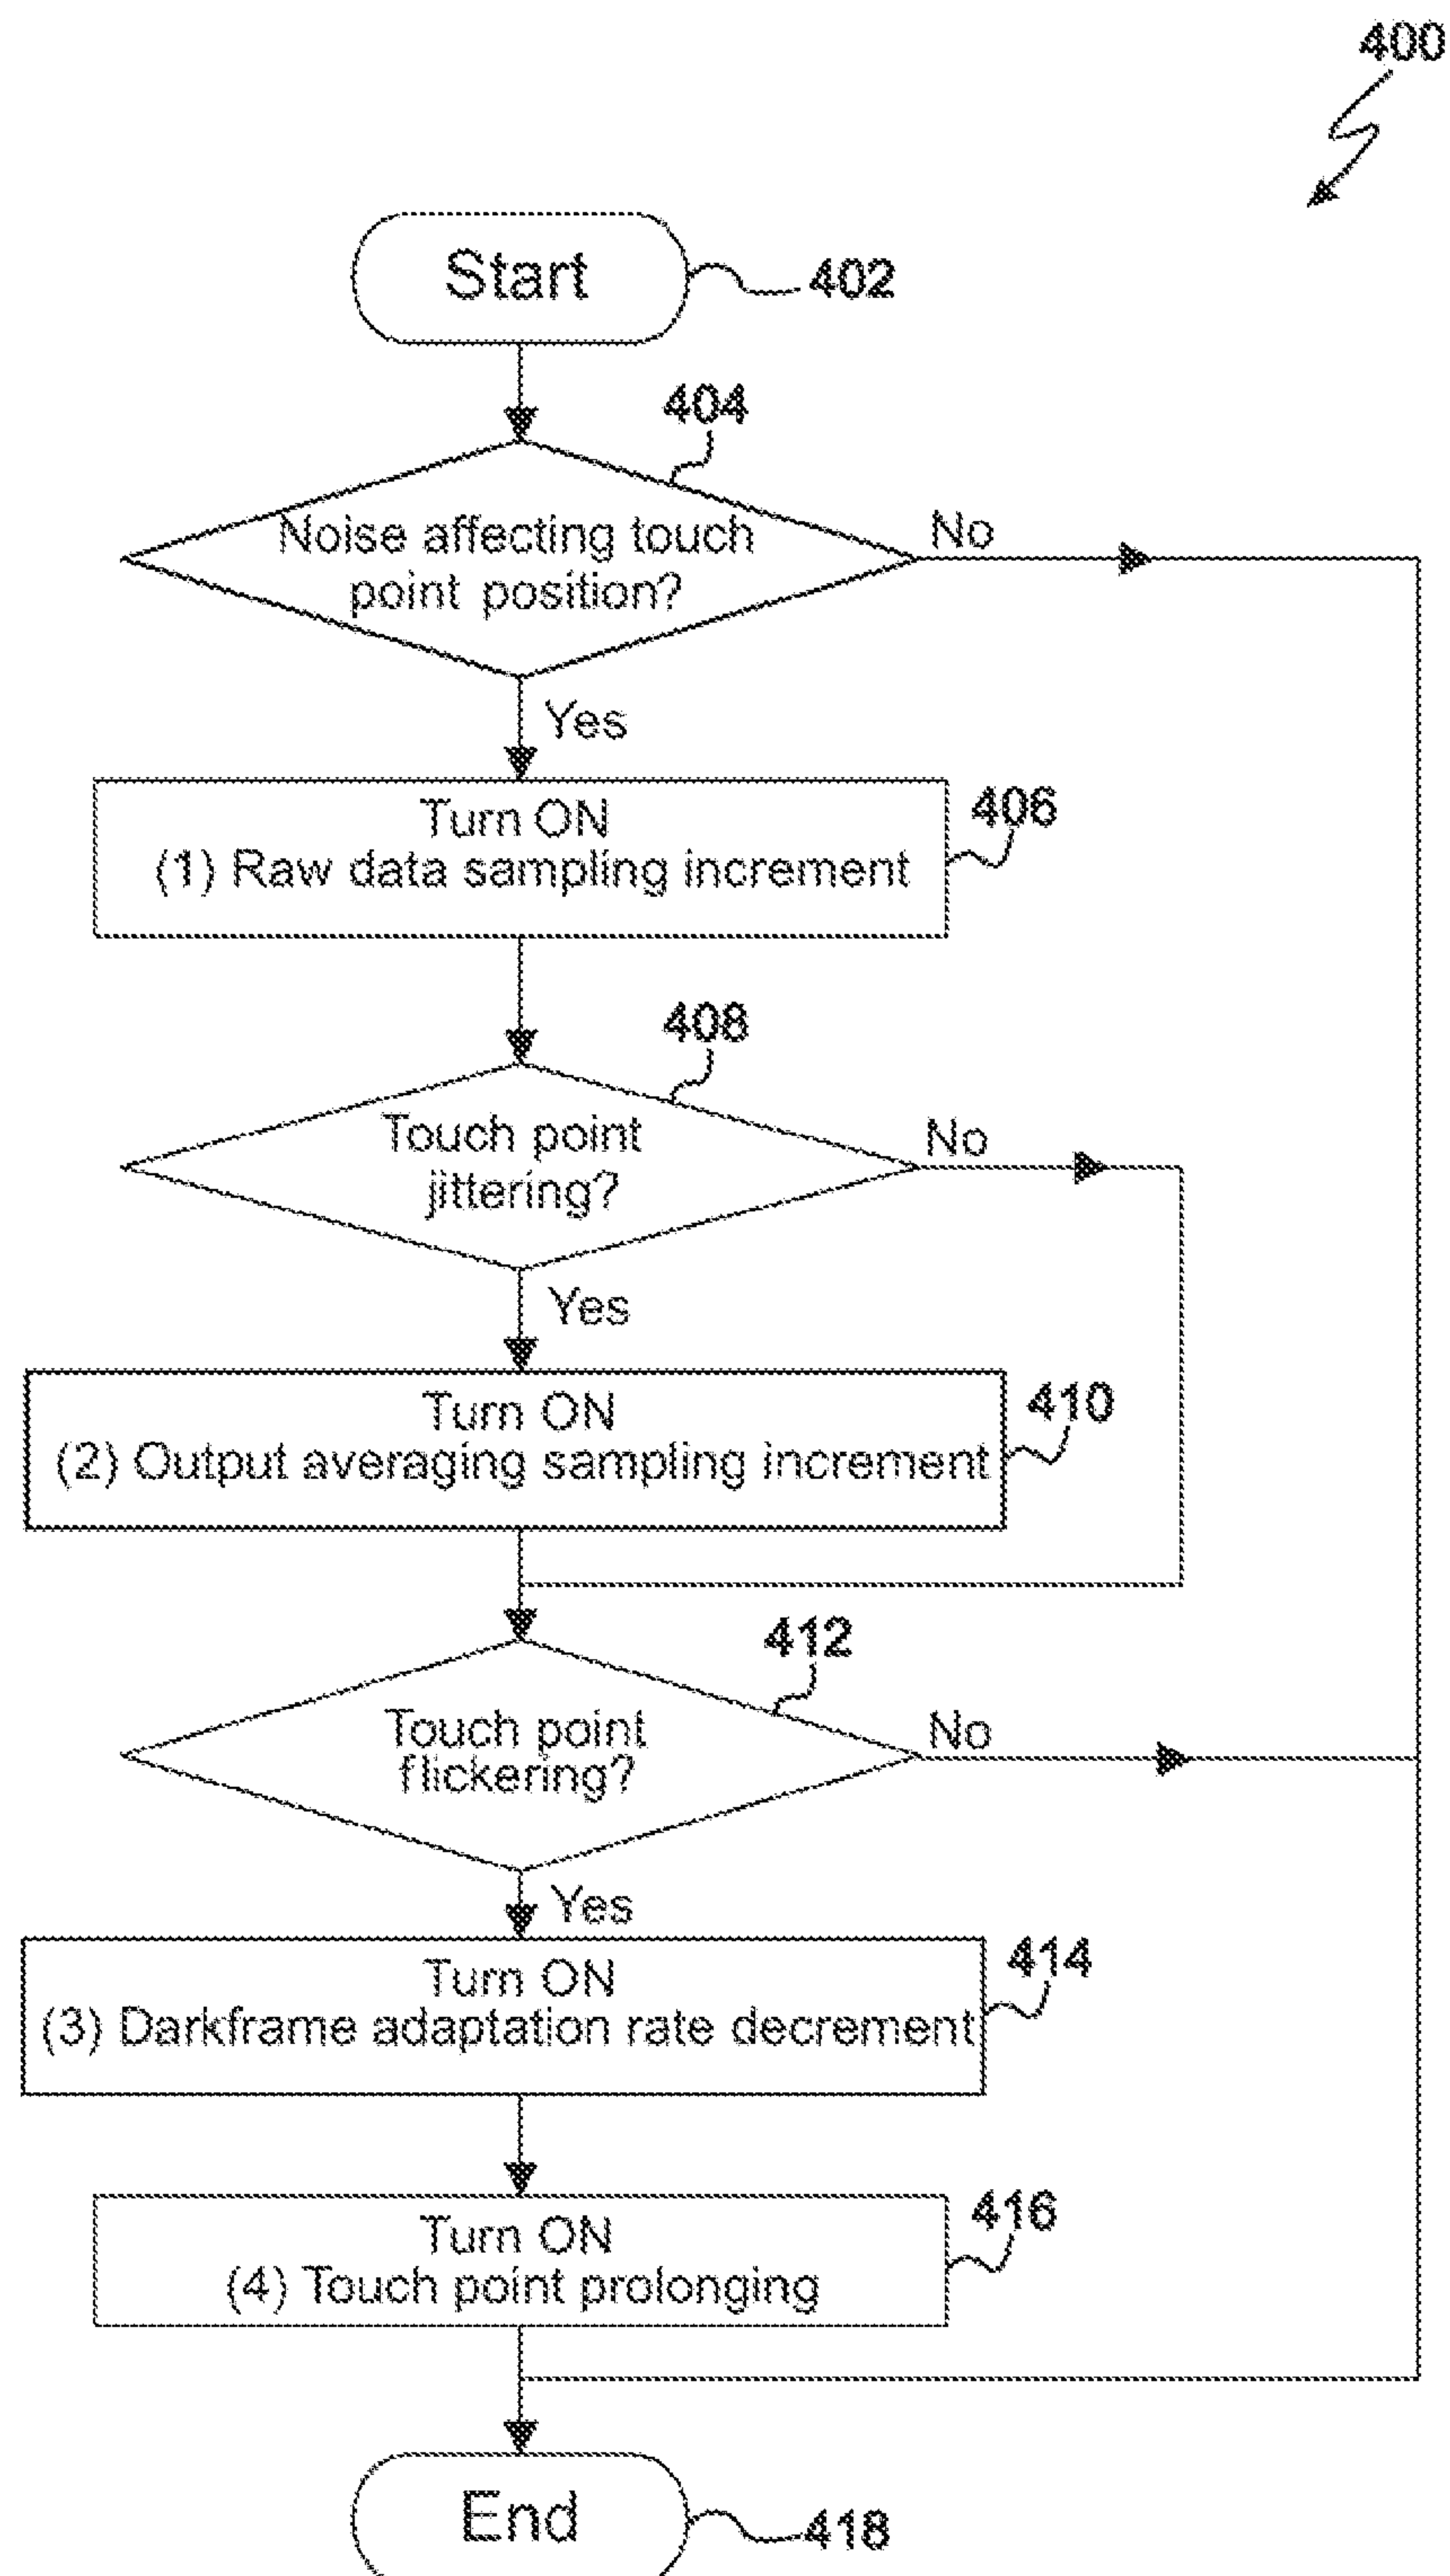 400
Start
402
404
Noise affecting touch
point position?
No
Yes
Turn ON
(1) Raw data sampling increment
406
408
Touch point
jittering?
No
Yes
Turn ON
(2) Output averaging sampling increment
410
412
Touch point
flickering?
No
Yes
Turn ON
(3) Darkframe adaptation rate decrement
414
Turn ON
(4) Touch point prolonging
416
End
418